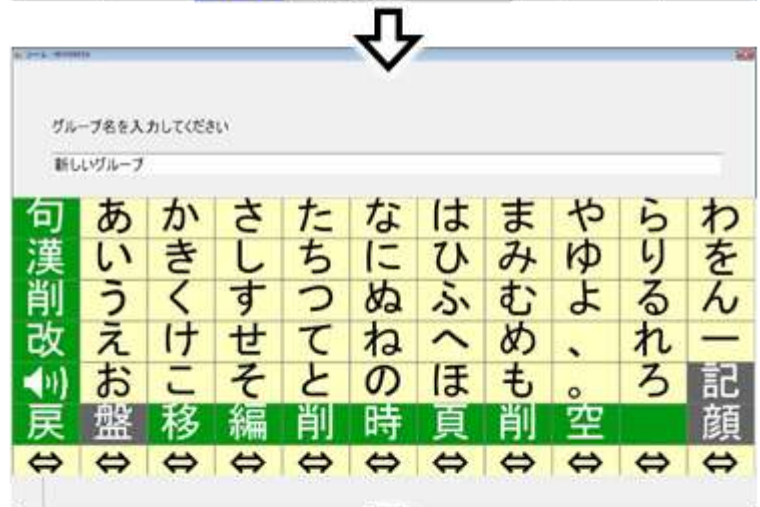 グループ名を入力してください
新しいグループ
句 あ か さ た な は ま や ら わ
漢 い き し ち に ひ み ゆ り を
削 う く す つ ぬ ふ む よ る ん
改 え け せ て ね へ め 、 れ ー
お こ そ と の ほ も 。 ろ 記
戻 盤 移 編 削 時 頁 削 空 顔
⇔ ⇔ ⇔ ⇔ ⇔ ⇔ ⇔ ⇔ ⇔ ⇔ ⇔